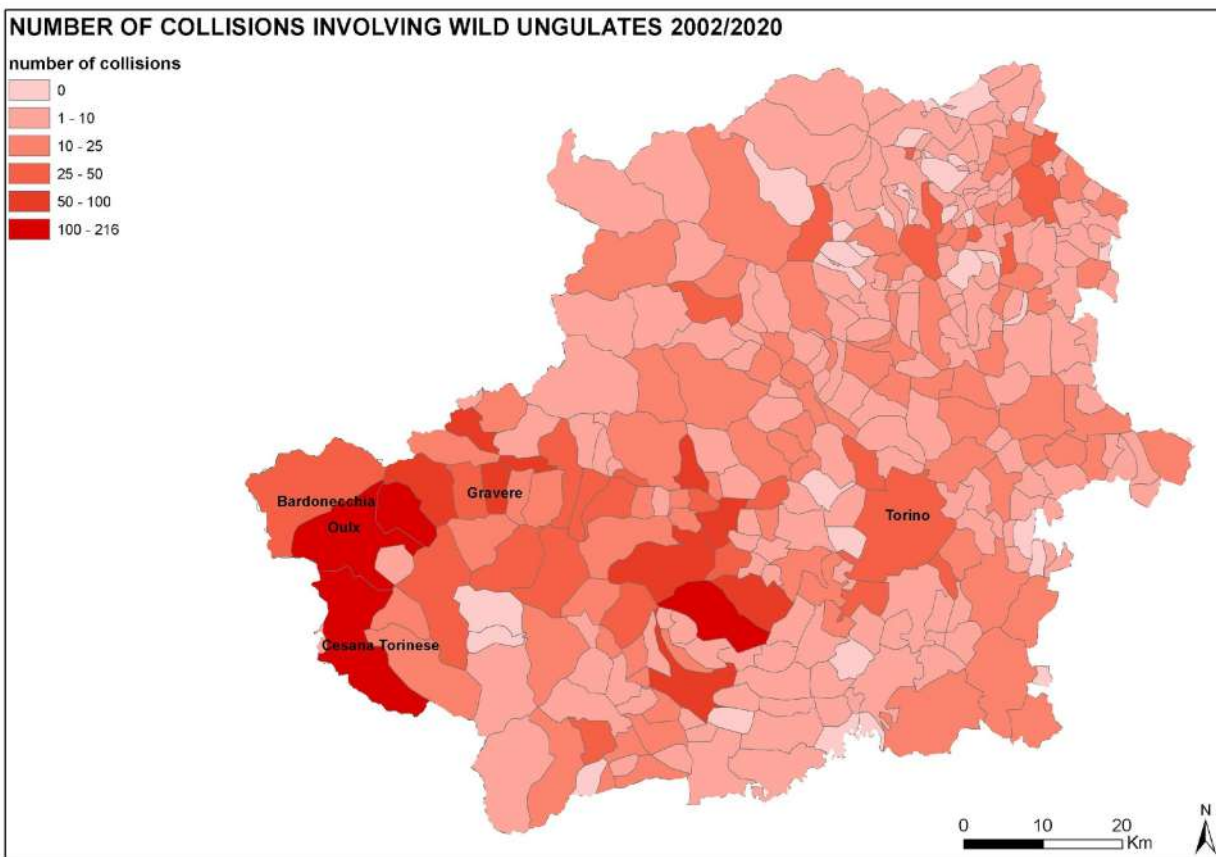 NUMBER OF COLLISIONS INVOLVING WILD UNGULATES 2002/2020
number of collisions
0
1 - 10
10 - 25
25 - 50
50 - 100
100 - 216
Bardonecchia
Gravere
Oulx
Torino
Cesana Torinese
N
0 10 20
Km